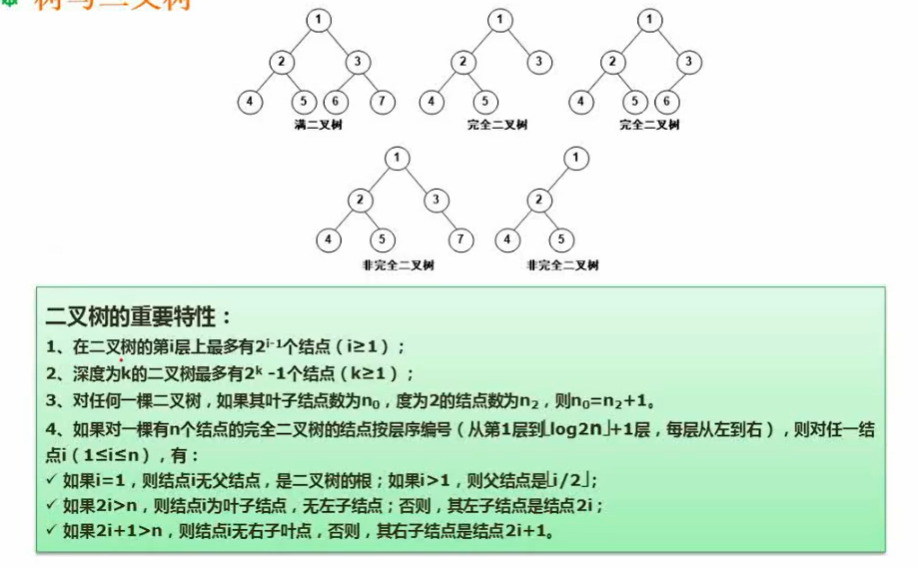 树与二叉树
1
2 3
4 5 6 7
满二叉树
1
2 3
4 5
完全二叉树
1
2 3
4 5 6
完全二叉树
1
2 3
4 5 7
非完全二叉树
1
2
4 5
非完全二叉树
二叉树的重要特性：
1、在二叉树的第i层上最多有2^{i-1}个结点（i≥1）；
2、深度为k的二叉树最多有2^k -1个结点（k≥1）；
3、对任何一棵二叉树，如果其叶子结点数为n₀，度为2的结点数为n₂，则n₀=n₂+1。
4、如果对一棵有n个结点的完全二叉树的结点按层序编号（从第1层到⌊log2n⌋+1层，每层从左到右），则对任一结
点i（1≤i≤n），有：
✓ 如果i=1，则结点i无父结点，是二叉树的根；如果i>1，则父结点是⌊i/2⌋；
✓ 如果2i>n，则结点i为叶子结点，无左子结点；否则，其左子结点是结点2i；
✓ 如果2i+1>n，则结点i无右子叶点，否则，其右子结点是结点2i+1。